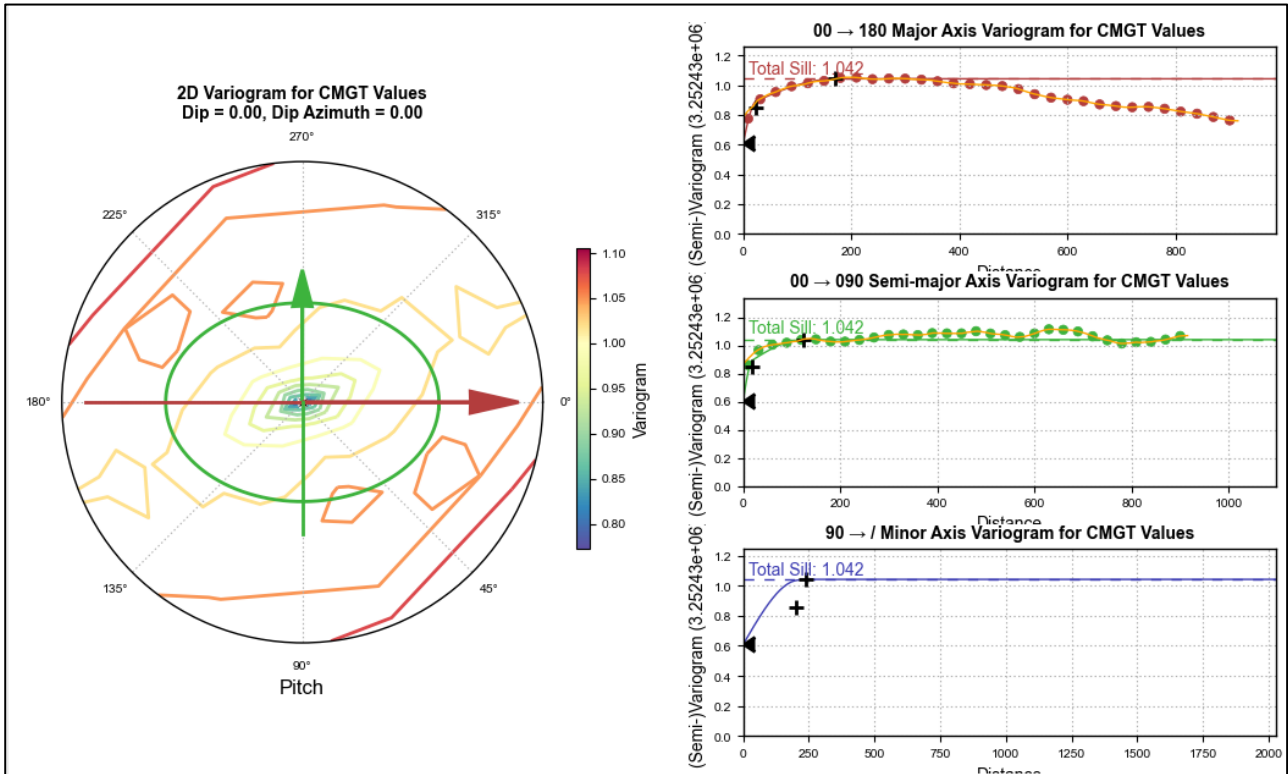 2D Variogram for CMGT Values
Dip = 0.00, Dip Azimuth = 0.00
270°
225°
315°
180°
0°
135°
45°
90°
Pitch
1.10
1.05
1.00
0.95
0.90
0.85
0.80
Variogram
00 → 180 Major Axis Variogram for CMGT Values
Total Sill: 1.042
1.2
1.0
0.8
0.6
0.4
0.2
0.0
0 200 400 600 800
Distance
(Semi-)Variogram (3.25243e+06)
00 → 090 Semi-major Axis Variogram for CMGT Values
Total Sill: 1.042
1.2
1.0
0.8
0.6
0.4
0.2
0.0
0 200 400 600 800 1000
Distance
(Semi-)Variogram (3.25243e+06)
90 → / Minor Axis Variogram for CMGT Values
Total Sill: 1.042
1.2
1.0
0.8
0.6
0.4
0.2
0.0
0 250 500 750 1000 1250 1500 1750 2000
Distance
(Semi-)Variogram (3.25243e+06)